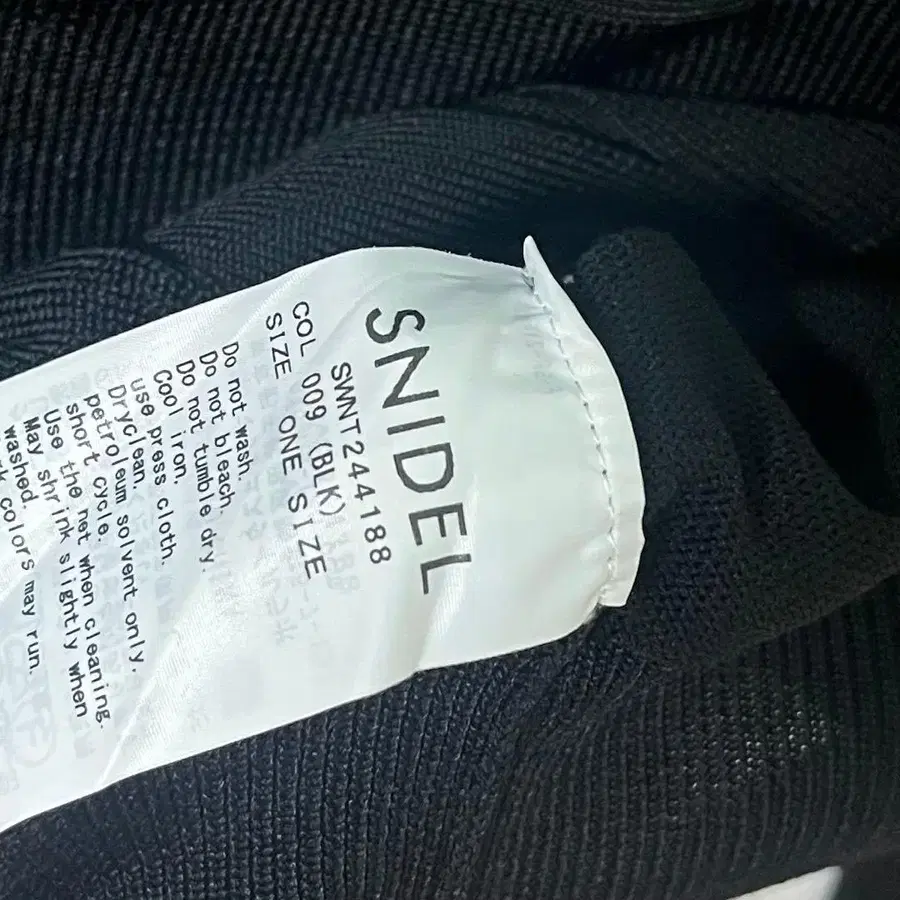 SNIDEL
SWNT244188
COL 009 (BLK)
SIZE ONE SIZE
Do not wash.
Do not bleach.
Do not tumble dry.
Cool iron,
use press cloth.
Dryclean,
petroleum solvent only,
short cycle.
Use the net when cleaning.
May shrink slightly when
washed.
colors may run.